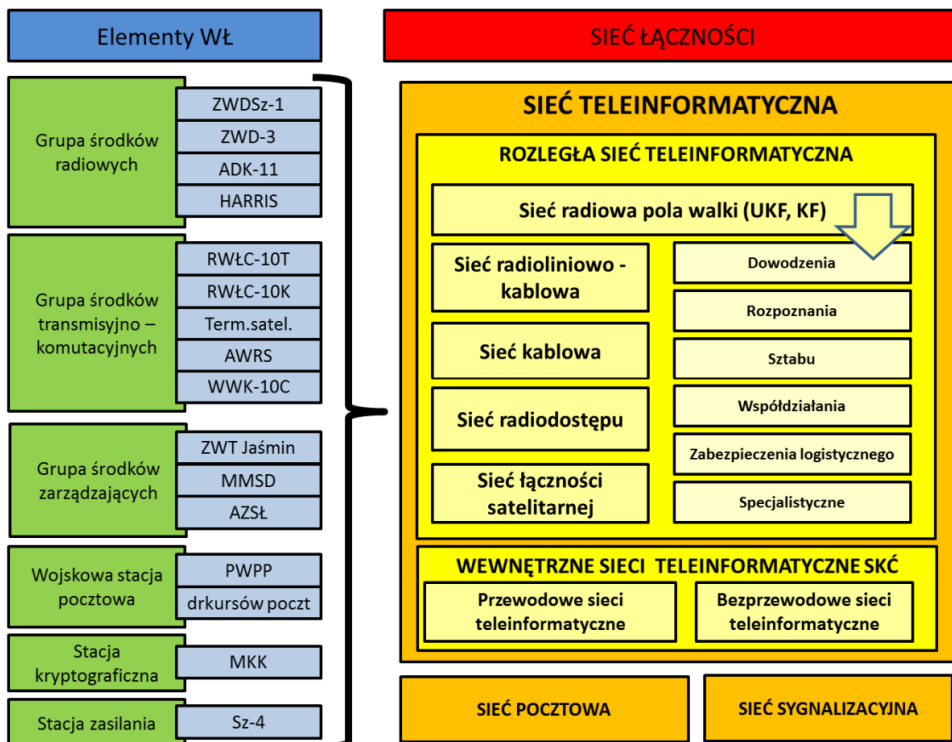 Elementy WŁ
Grupa środków
radiowych
ZWDSz-1
ZWD-3
ADK-11
HARRIS
Grupa środków
transmisyjno –
komutacyjnych
RWŁC-10T
RWŁC-10K
Term.satel.
AWRS
WWK-10C
Grupa środków
zarządzających
ZWT Jaśmin
MMSD
AZSŁ
Wojskowa stacja
pocztowa
PWPP
drkursów poczt
Stacja
kryptograficzna
MKK
Stacja zasilania
Sz-4
SIEĆ ŁĄCZNOŚCI
SIEĆ TELEINFORMATYCZNA
ROZLEGŁA SIEĆ TELEINFORMATYCZNA
Sieć radiowa pola walki (UKF, KF)
Sieć radioliniowo -
kablowa
Sieć kablowa
Sieć radiodostępu
Sieć łączności
satelitarnej
Dowodzenia
Rozpoznania
Sztabu
Współdziałania
Zabezpieczenia logistycznego
Specjalistyczne
WEWNĘTRZNE SIECI TELEINFORMATYCZNE SKĆ
Przewodowe sieci
teleinformatyczne
Bezprzewodowe sieci
teleinformatyczne
SIEĆ POCZTOWA
SIEĆ SYGNALIZACYJNA